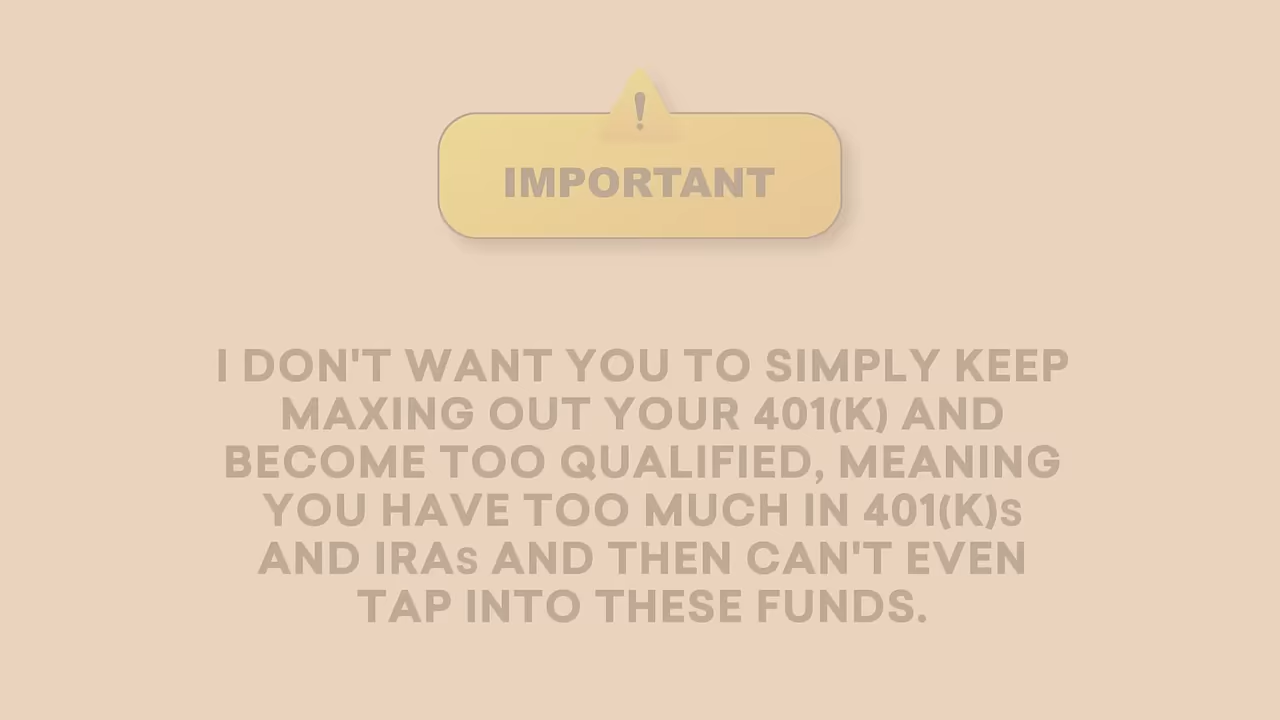 !
IMPORTANT
I DON'T WANT YOU TO SIMPLY KEEP
MAXING OUT YOUR 401(K) AND
BECOME TOO QUALIFIED, MEANING
YOU HAVE TOO MUCH IN 401(K)s
AND IRAs AND THEN CAN'T EVEN
TAP INTO THESE FUNDS.